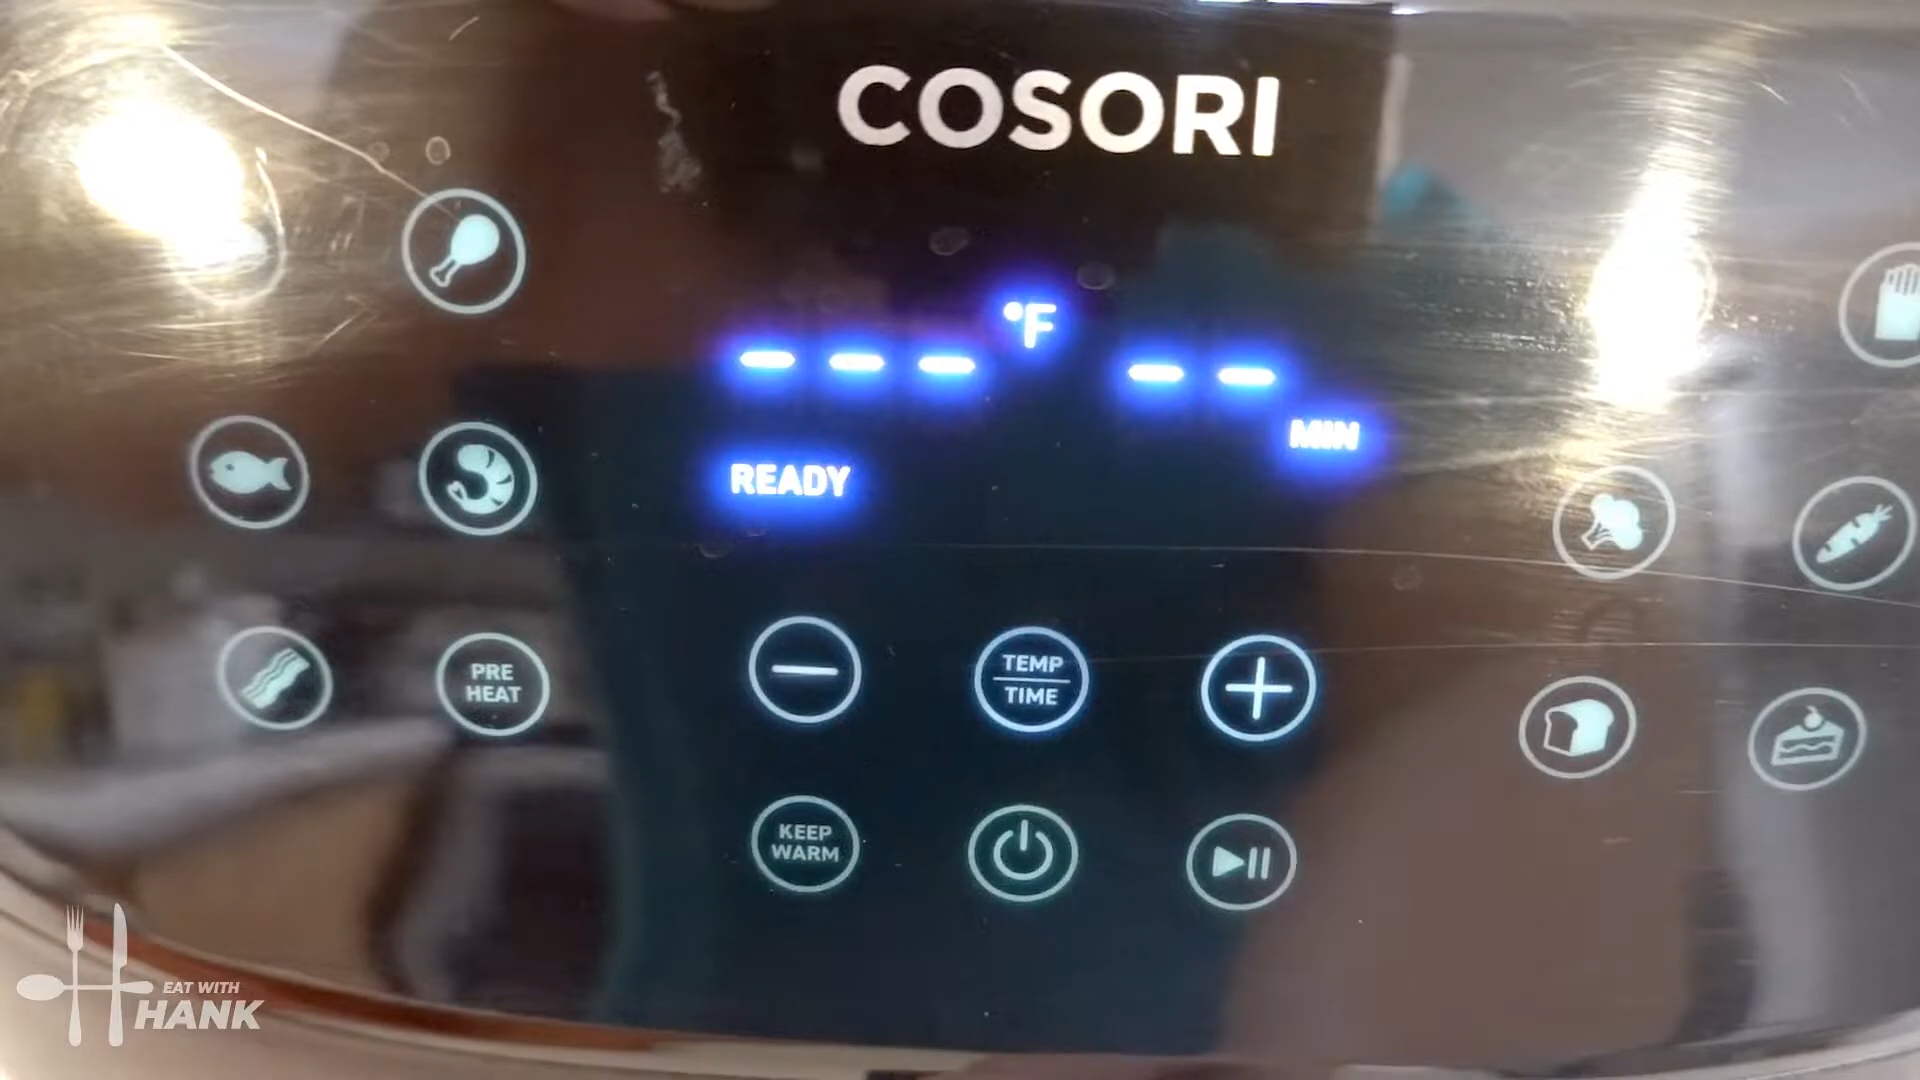 COSORI
--- °F -- MIN
READY
PRE
HEAT
TEMP
TIME
KEEP
WARM
EAT WITH
HANK